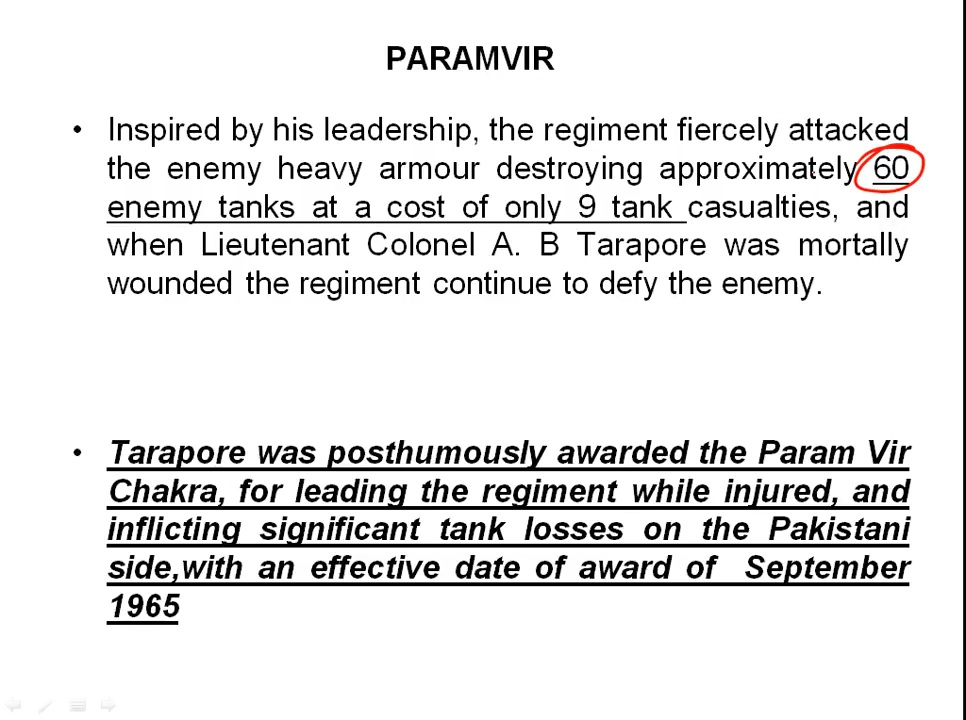 PARAMVIR
• Inspired by his leadership, the regiment fiercely attacked
the enemy heavy armour destroying approximately 60
enemy tanks at a cost of only 9 tank casualties, and
when Lieutenant Colonel A. B Tarapore was mortally
wounded the regiment continue to defy the enemy.
• Tarapore was posthumously awarded the Param Vir
Chakra, for leading the regiment while injured, and
inflicting significant tank losses on the Pakistani
side,with an effective date of award of September
1965